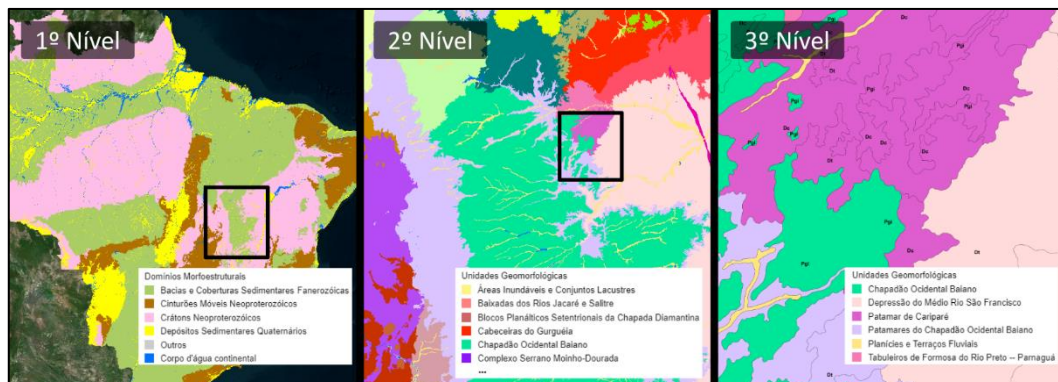 1º Nível
Domínios Morfoestruturais
Bacias e Coberturas Sedimentares Fanerozóicas
Cinturões Móveis Neoproterozóicos
Crátons Neoproterozóicos
Depósitos Sedimentares Quaternários
Outros
Corpo d'água continental
2º Nível
Unidades Geomorfológicas
Áreas Inundáveis e Conjuntos Lacustres
Baixadas dos Rios Jacaré e Salitre
Blocos Planálticos Setentrionais da Chapada Diamantina
Cabeceiras do Gurguéia
Chapadão Ocidental Baiano
Complexo Serrano Moinho-Dourada
...
3º Nível
Unidades Geomorfológicas
Chapadão Ocidental Baiano
Depressão do Médio Rio São Francisco
Patamar de Cariparé
Patamares do Chapadão Ocidental Baiano
Planícies e Terraços Fluviais
Tabuleiros de Formosa do Rio Preto -- Parnaguá